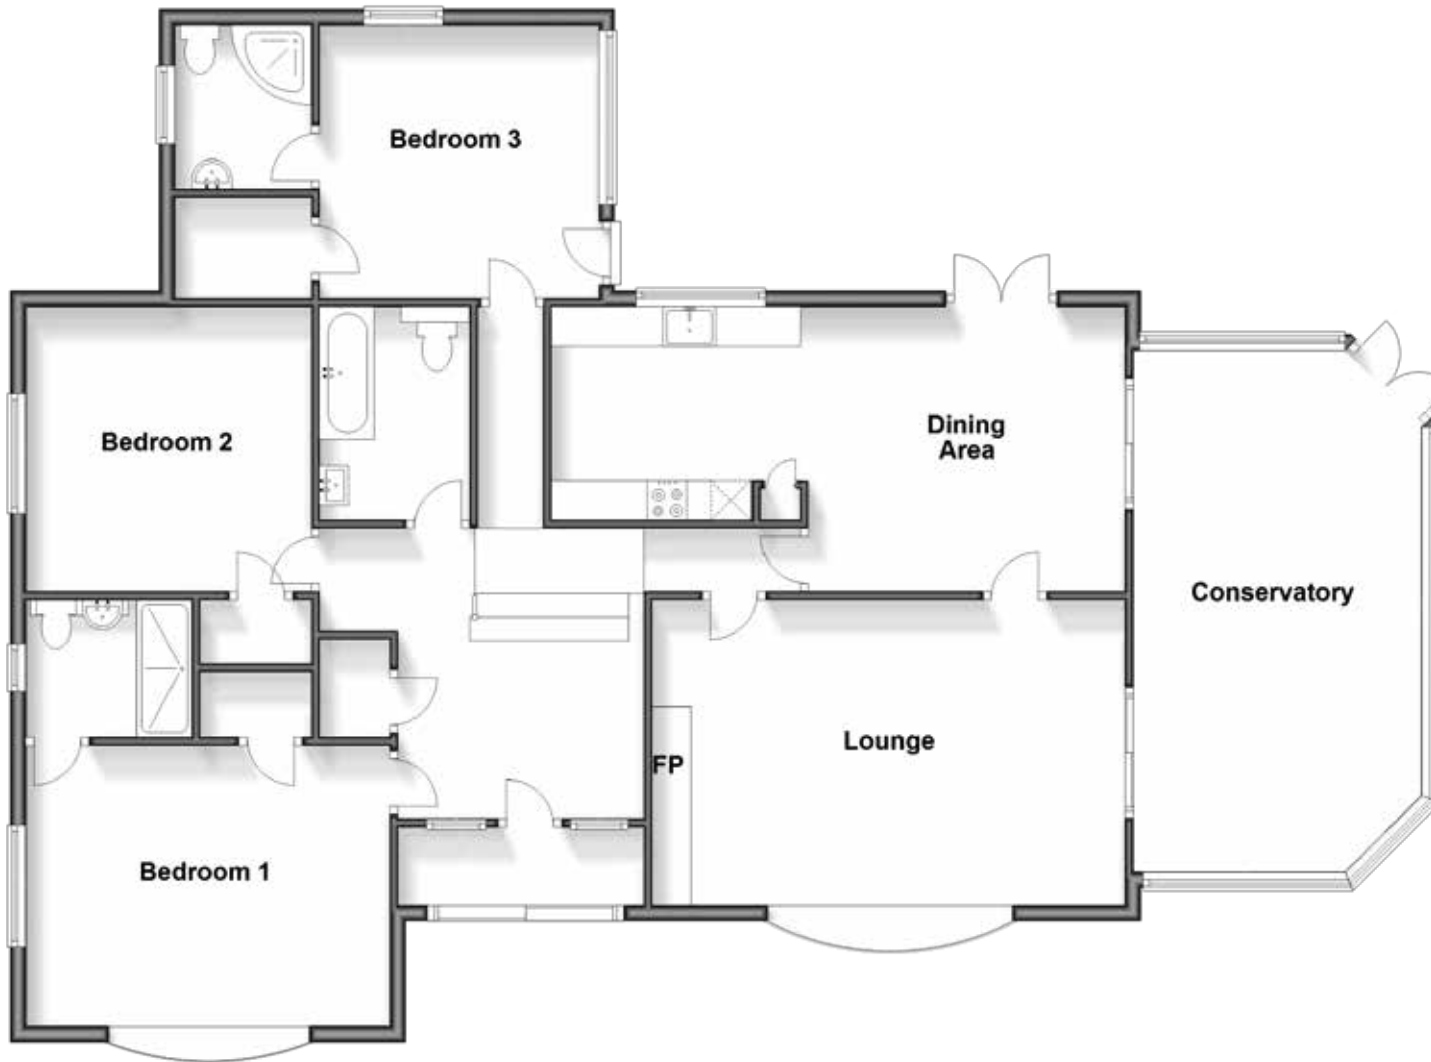 Bedroom 3
Bedroom 2
Dining
Area
Conservatory
Lounge
FP
Bedroom 1